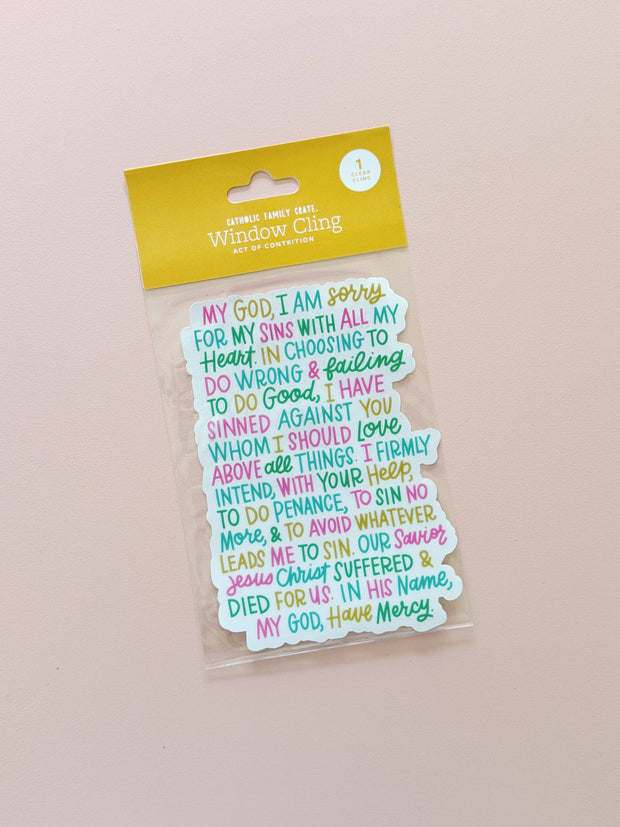 1
CLEAR
CLING
CATHOLIC FAMILY CRATE.
Window Cling
ACT OF CONTRITION
MY GOD, I AM sorry
FOR MY SINS WITH ALL MY
Heart. IN CHOOSING TO
DO WRONG & failing
TO DO Good, I HAVE
SINNED AGAINST YOU
WHOM I SHOULD Love
ABOVE all THINGS. I FIRMLY
INTEND, WITH YOUR Help,
TO DO PENANCE, TO SIN NO
More, & TO AVOID WHATEVER
LEADS ME TO SIN. OUR Savior
Jesus Christ SUFFERED &
DIED FOR US. IN HIS Name,
MY GOD, Have Mercy.